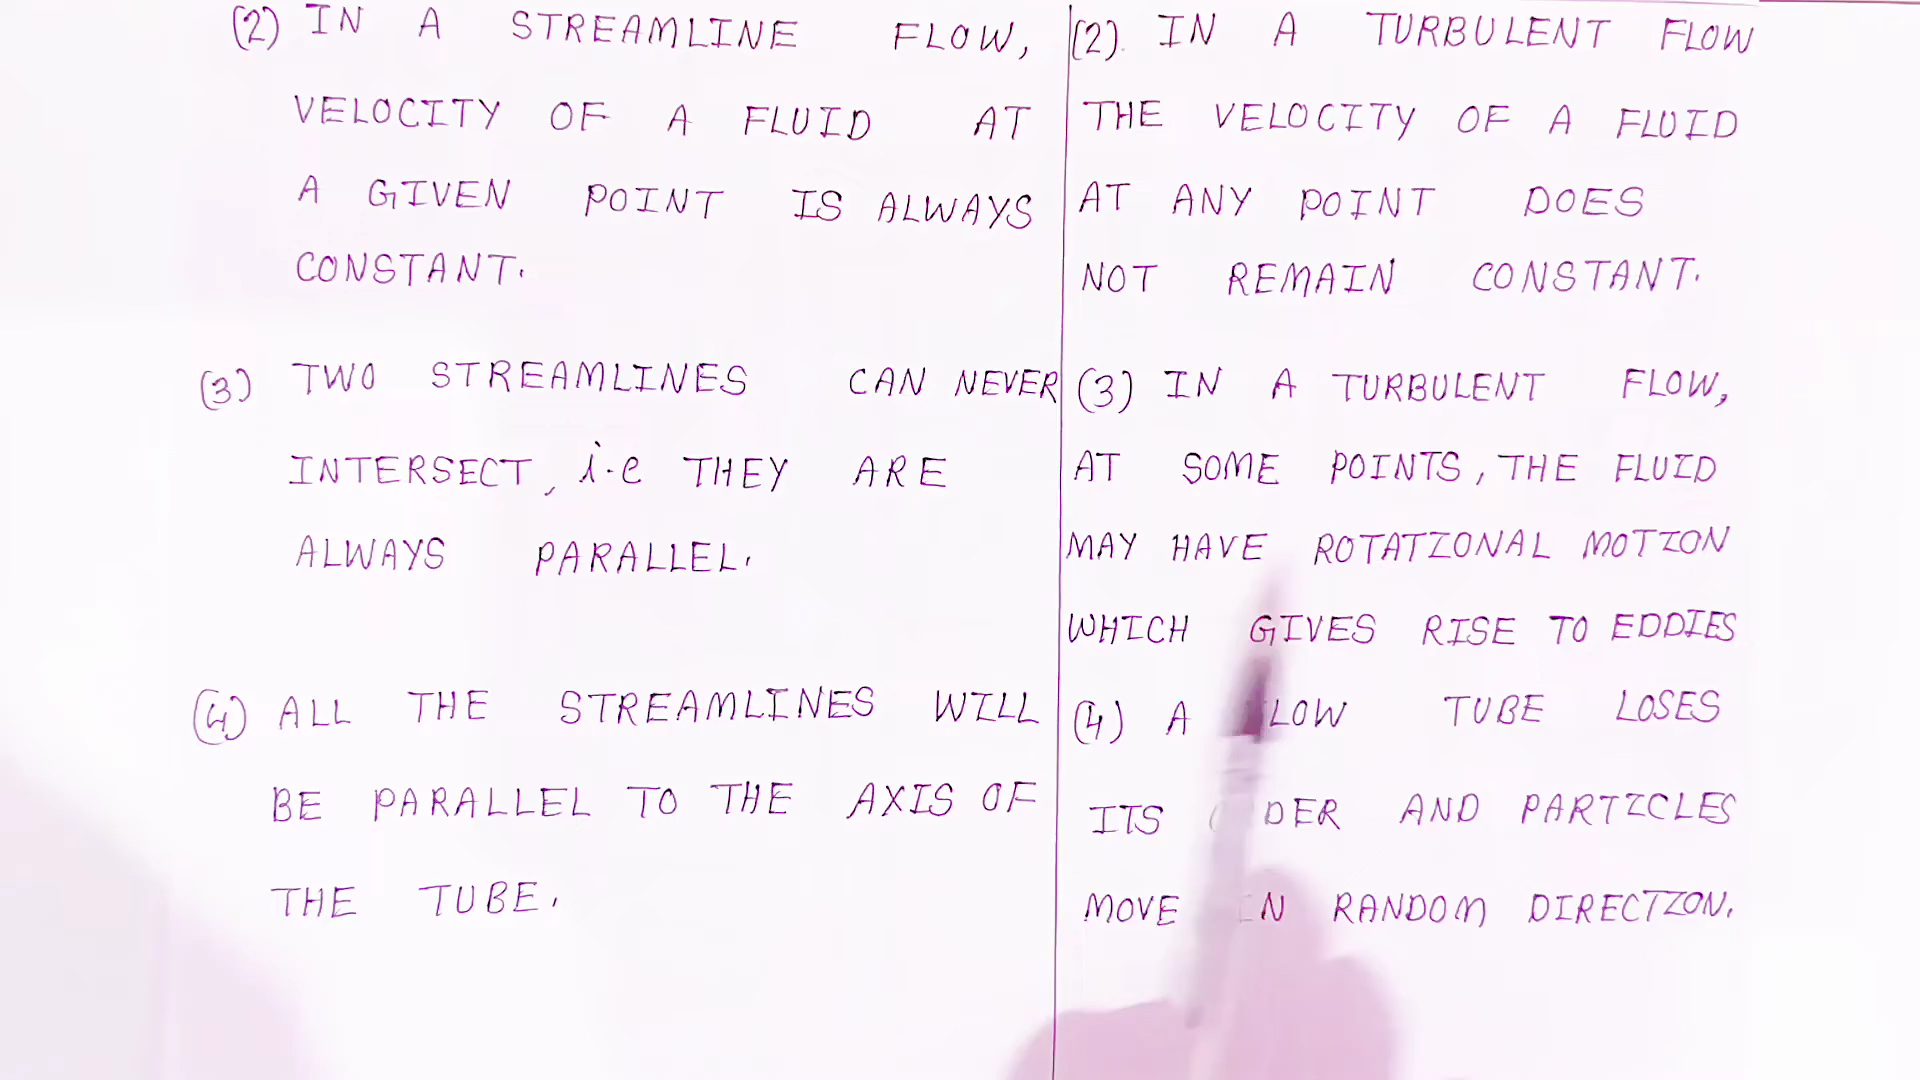 (2) IN A STREAMLINE FLOW,
VELOCITY OF A FLUID AT
A GIVEN POINT IS ALWAYS
CONSTANT.
(3) TWO STREAMLINES CAN NEVER
INTERSECT, i.e THEY ARE
ALWAYS PARALLEL.
(4) ALL THE STREAMLINES WILL
BE PARALLEL TO THE AXIS OF
THE TUBE.
(2). IN A TURBULENT FLOW
THE VELOCITY OF A FLUID
AT ANY POINT DOES
NOT REMAIN CONSTANT.
(3) IN A TURBULENT FLOW,
AT SOME POINTS, THE FLUID
MAY HAVE ROTATIONAL MOTION
WHICH GIVES RISE TO EDDIES
(4) A TUBE LOSES
ITS AND PARTICLES
MOVE IN RANDOM DIRECTION.